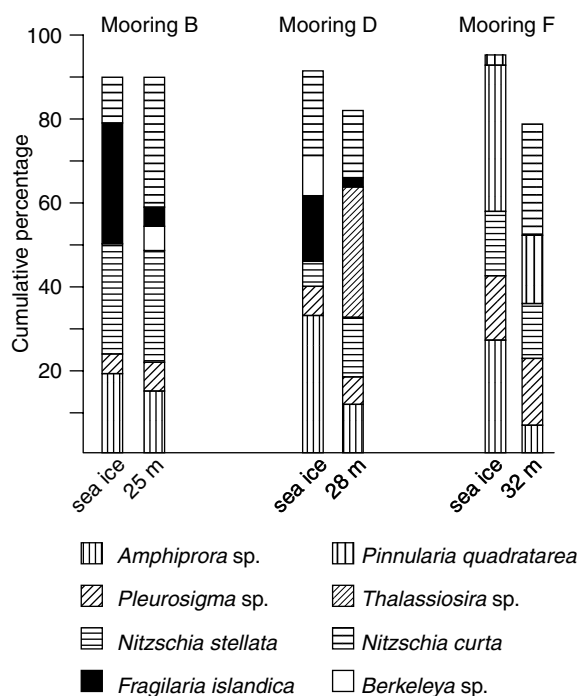 Mooring B Mooring D Mooring F
100
80
60
40
20
Cumulative percentage
sea ice 25 m sea ice 28 m sea ice 32 m
Amphiprora sp. Pinnularia quadratarea
Pleurosigma sp. Thalassiosira sp.
Nitzschia stellata Nitzschia curta
Fragilaria islandica Berkeleya sp.